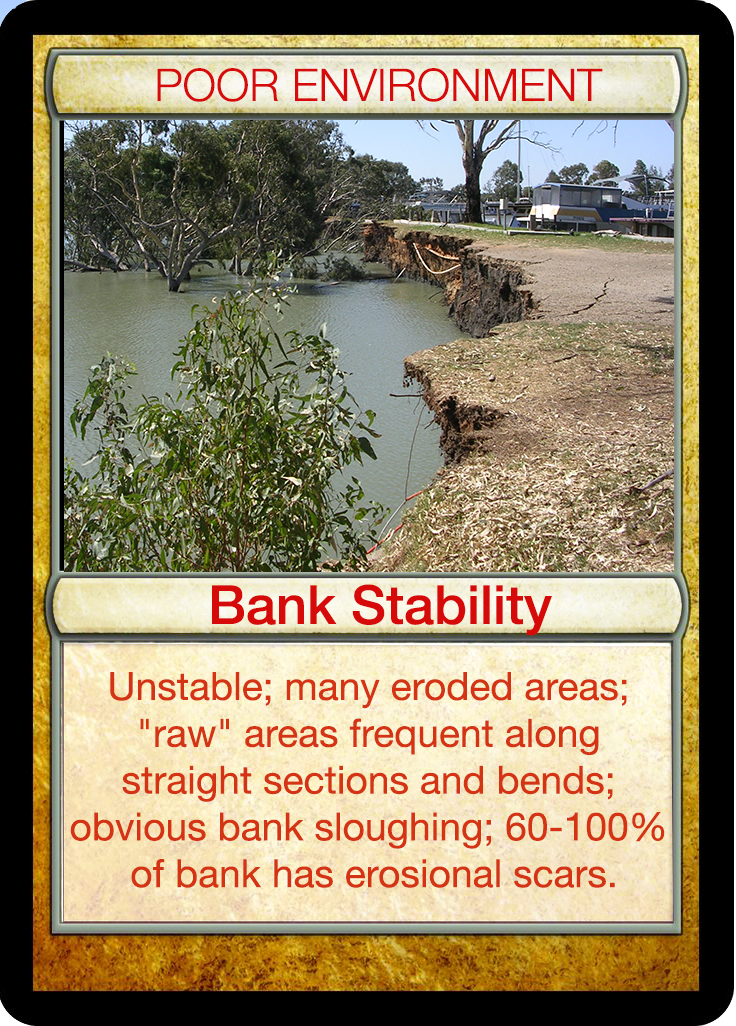 POOR ENVIRONMENT
Bank Stability
Unstable; many eroded areas;
"raw" areas frequent along
straight sections and bends;
obvious bank sloughing; 60-100%
of bank has erosional scars.